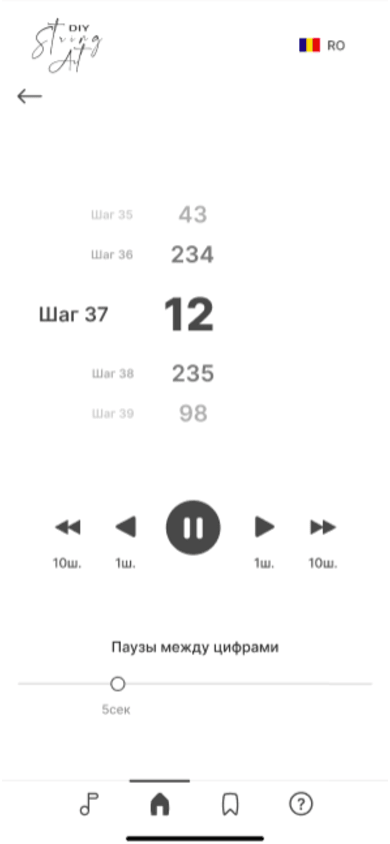 DIY
String
Art
RO
Шаг 35 43
Шаг 36 234
Шаг 37 12
Шаг 38 235
Шаг 39 98
10ш. 1ш. 1ш. 10ш.
Паузы между цифрами
5сек